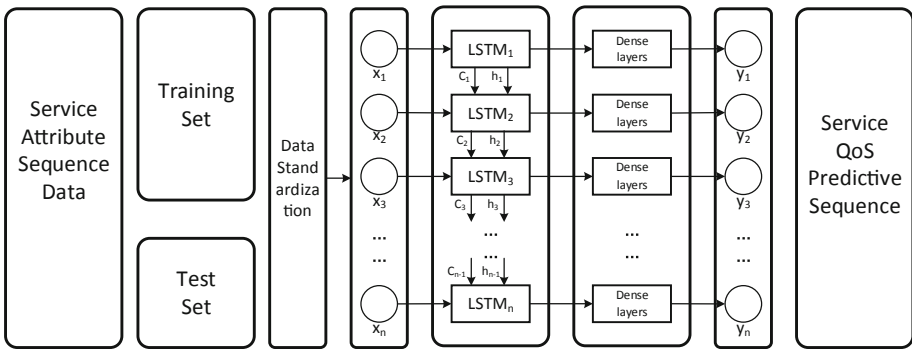 Service
Attribute
Sequence
Data
Training
Set
Test
Set
Data
Stand
ardiza
tion
x1
x2
x3
...
...
xn
LSTM1
C1 h1
LSTM2
C2 h2
LSTM3
C3 h3
...
...
Cn-1 hn-1
LSTMn
Dense
layers
Dense
layers
Dense
layers
...
...
Dense
layers
y1
y2
y3
...
...
yn
Service
QoS
Predictive
Sequence